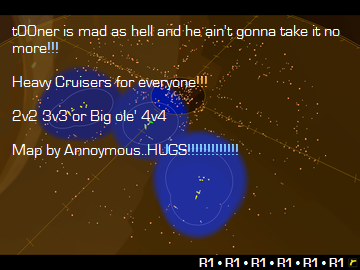 tOOner is mad as hell and he ain't gonna take it no
more!!!
Heavy Cruisers for everyone!!!
2v2 3v3 or Big ole' 4v4
Map by Annoymous..HUGS!!!!!!!!!!!!!
R1 • R1 • R1 • R1 • R1 • R1 r